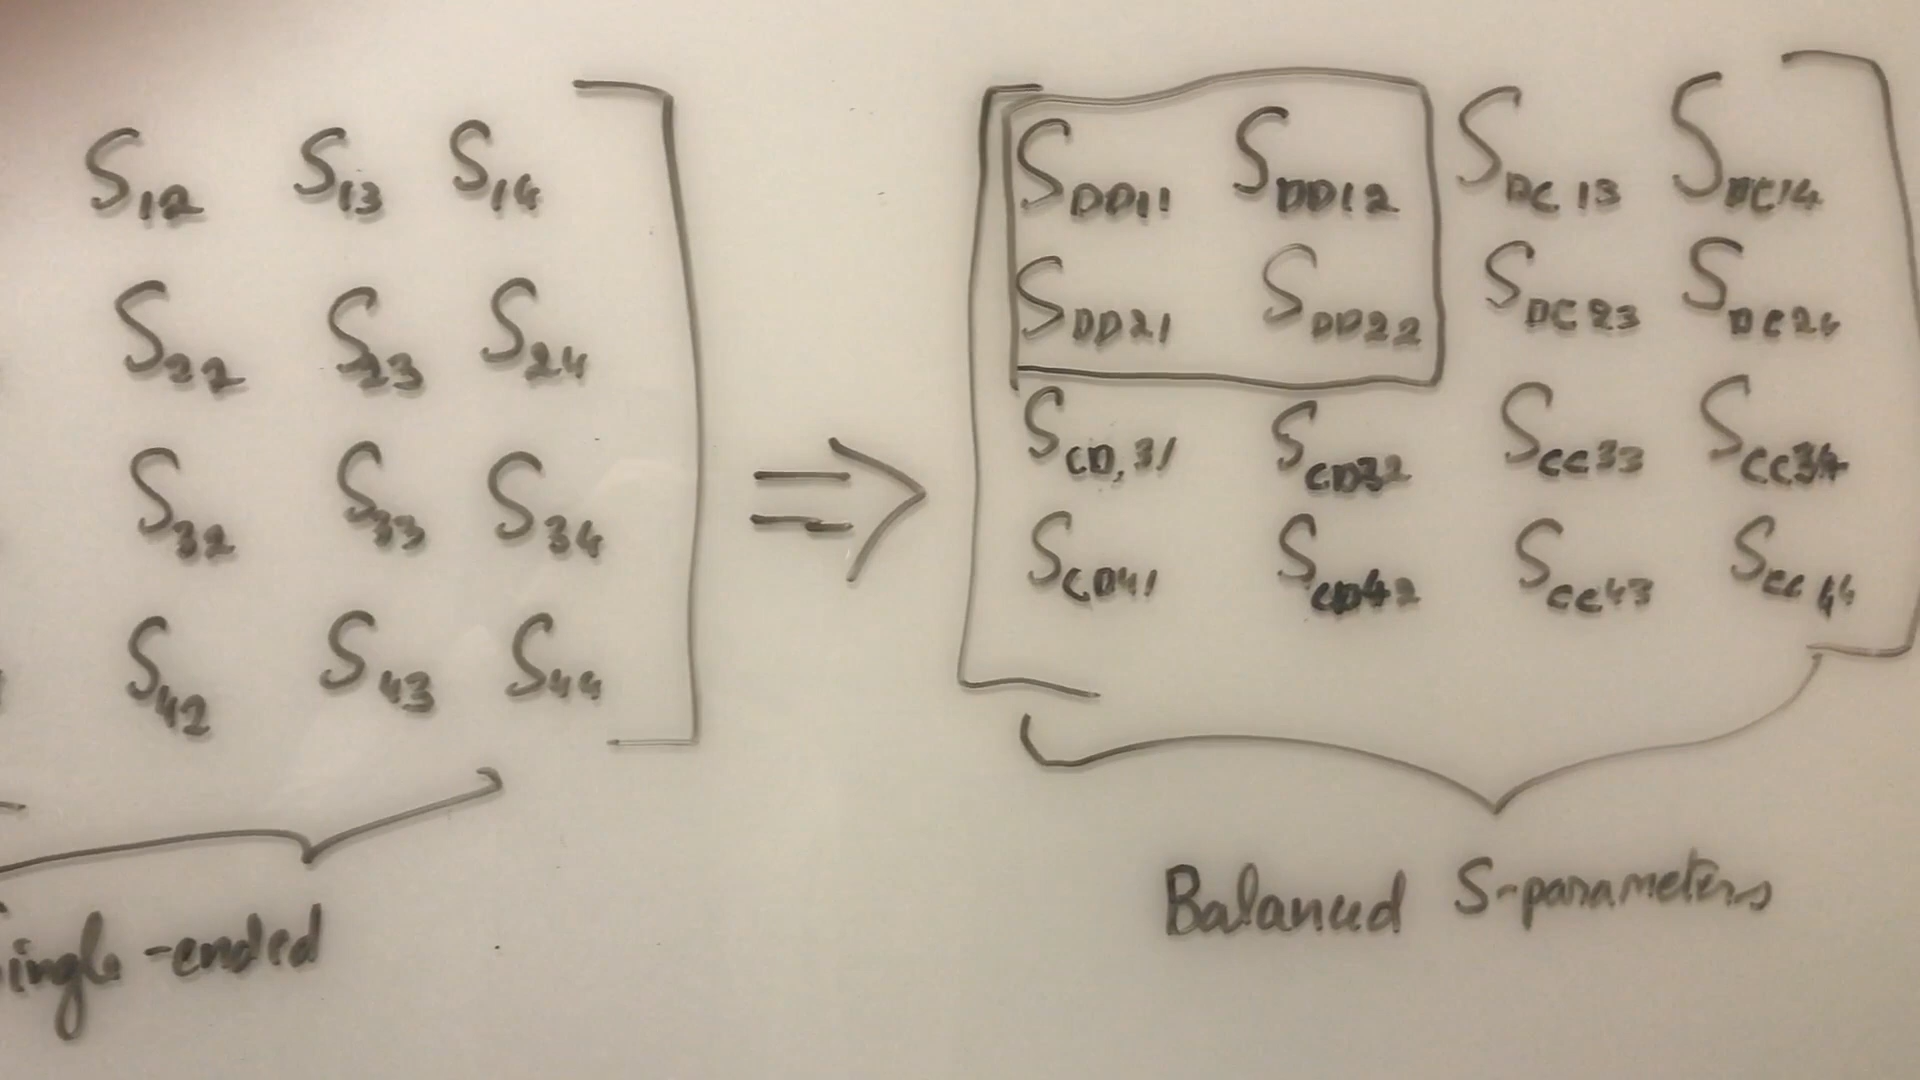 S12 S13 S14
S22 S23 S24
S32 S33 S34
S42 S43 S44
ingle-ended
⇒
SDD11 SDD12 SDC13 SDC14
SDD21 SDD22 SDC23 SDC24
SCD,31 SCD32 SCC33 SCC34
SCD41 SCD42 SCC43 SCC44
Balanced S-parameters